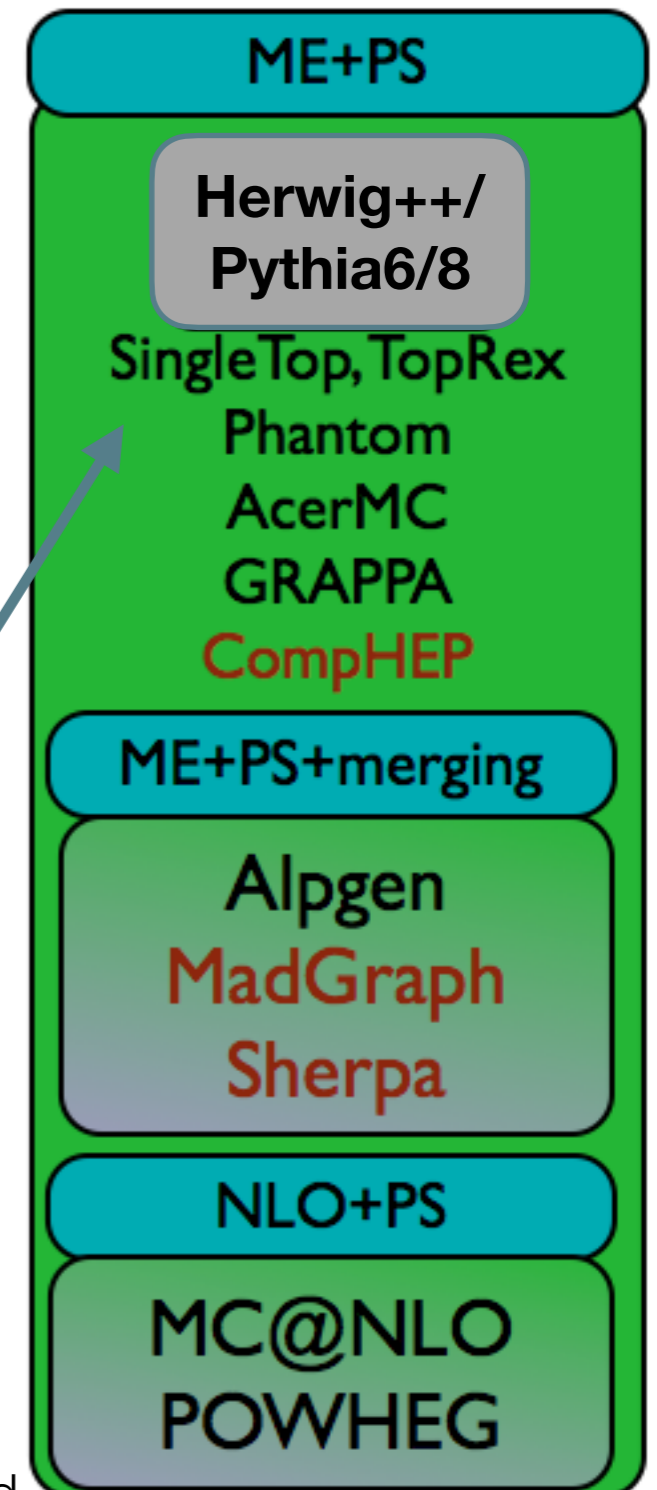 ME+PS
Herwig++/
Pythia6/8
SingleTop, TopRex
Phantom
AcerMC
GRAPPA
CompHEP
ME+PS+merging
Alpgen
MadGraph
Sherpa
NLO+PS
MC@NLO
POWHEG